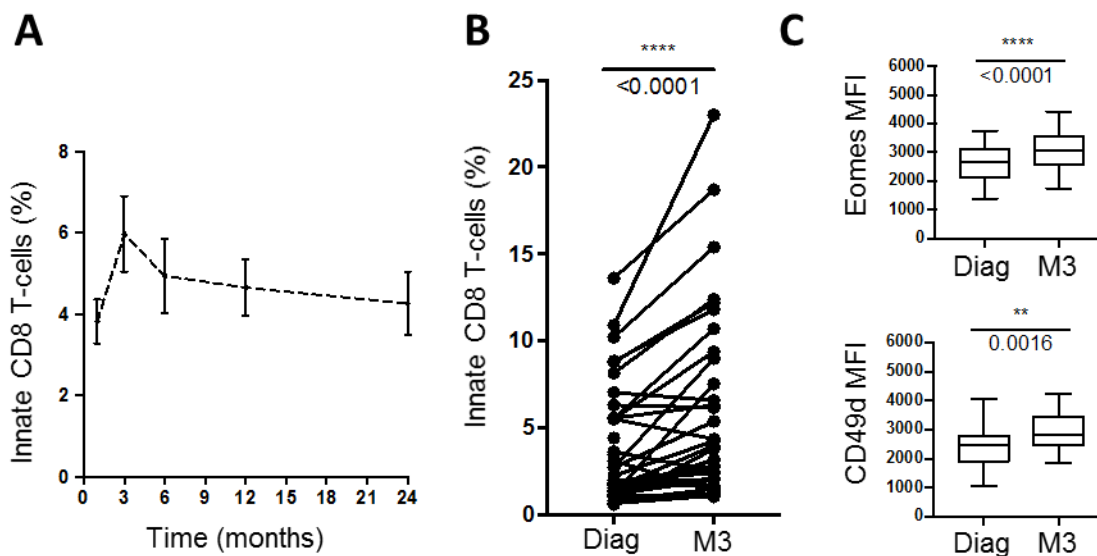 A
Innate CD8 T-cells (%)
8
6
4
2
0
0 3 6 9 12 15 18 21 24
Time (months)
B
****
<0.0001
Innate CD8 T-cells (%)
25
20
15
10
5
0
Diag M3
C
****
<0.0001
Eomes MFI
6000
5000
4000
3000
2000
1000
0
Diag M3
**
0.0016
CD49d MFI
6000
5000
4000
3000
2000
1000
0
Diag M3